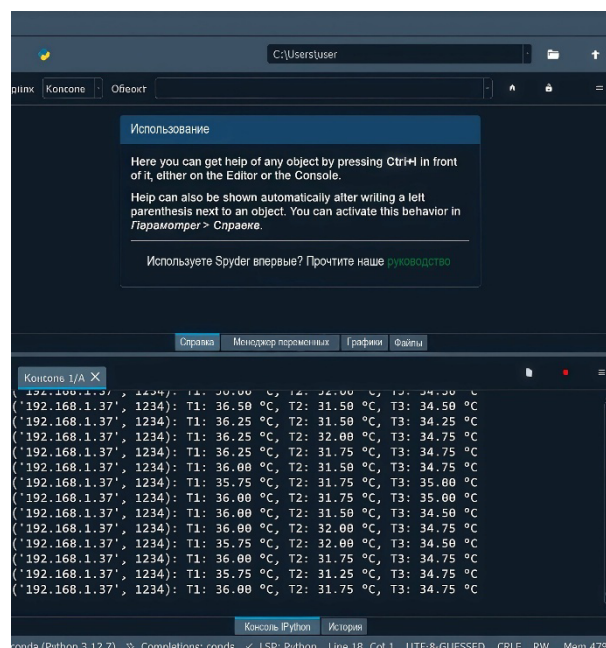 C:\Users\user
Консоле Обеокт
Использование
Here you can get heip of any object by pressing Ctrl+I in front
of it, elther on the Editor or the Console.
Heip can also be shown automatically alter writing a lelt
parenthesis next to an object. You can activate this behavior in
Гіарамотрег > Справке.
Используете Spyder впервые? Прочтите наше руководство
Справка Менеджер переменных Графики Файлы
Консоль 1/A
('192.168.1.37', 1234): T1: 36.50 °C, T2: 31.50 °C, T3: 34.50 °C
('192.168.1.37', 1234): T1: 36.25 °C, T2: 31.50 °C, T3: 34.25 °C
('192.168.1.37', 1234): T1: 36.25 °C, T2: 32.00 °C, T3: 34.75 °C
('192.168.1.37', 1234): T1: 36.25 °C, T2: 31.75 °C, T3: 34.75 °C
('192.168.1.37', 1234): T1: 36.00 °C, T2: 31.50 °C, T3: 34.75 °C
('192.168.1.37', 1234): T1: 35.75 °C, T2: 31.75 °C, T3: 35.00 °C
('192.168.1.37', 1234): T1: 36.00 °C, T2: 31.75 °C, T3: 35.00 °C
('192.168.1.37', 1234): T1: 36.00 °C, T2: 31.50 °C, T3: 34.50 °C
('192.168.1.37', 1234): T1: 36.00 °C, T2: 32.00 °C, T3: 34.75 °C
('192.168.1.37', 1234): T1: 35.75 °C, T2: 32.00 °C, T3: 34.50 °C
('192.168.1.37', 1234): T1: 36.00 °C, T2: 31.75 °C, T3: 34.75 °C
('192.168.1.37', 1234): T1: 35.75 °C, T2: 31.25 °C, T3: 34.75 °C
('192.168.1.37', 1234): T1: 36.00 °C, T2: 31.75 °C, T3: 34.75 °C
Консоль IPython История
conda (Python 3.12.7) Completions: conda LSP: Python Line 18, Col 1 UTF-8-GUESSED CRLF RW Mem 47%